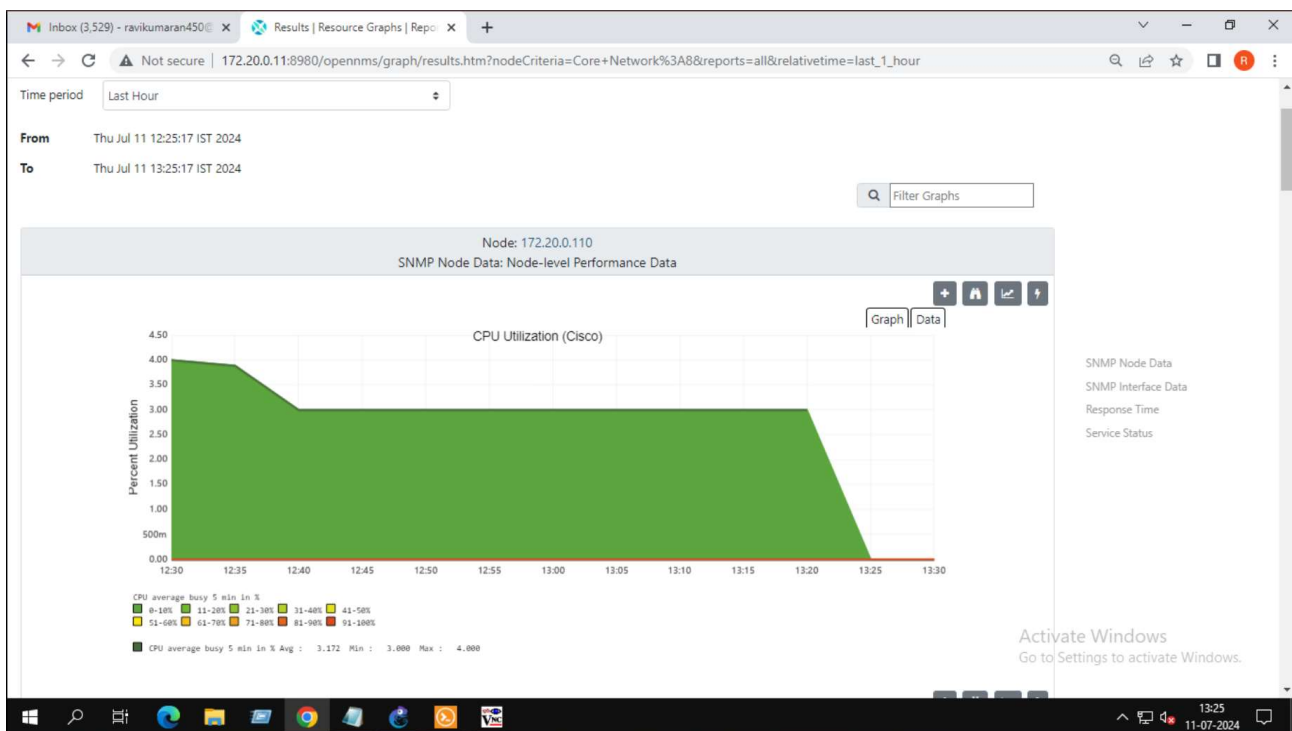 Inbox (3,529) - ravikumaran450@
Results | Resource Graphs | Repo
Not secure | 172.20.0.11:8980/opennms/graph/results.htm?nodeCriteria=Core+Network%3A8&reports=all&relativetime=last_1_hour
R
Time period Last Hour
From Thu Jul 11 12:25:17 IST 2024
To Thu Jul 11 13:25:17 IST 2024
Filter Graphs
Node: 172.20.0.110
SNMP Node Data: Node-level Performance Data
Graph Data
CPU Utilization (Cisco)
Percent Utilization
4.50
4.00
3.50
3.00
2.50
2.00
1.50
1.00
500m
0.00
12:30 12:35 12:40 12:45 12:50 12:55 13:00 13:05 13:10 13:15 13:20 13:25 13:30
CPU average busy 5 min in %
0-10% 11-20% 21-30% 31-40% 41-50%
51-60% 61-70% 71-80% 81-90% 91-100%
CPU average busy 5 min in % Avg : 3.172 Min : 3.000 Max : 4.000
SNMP Node Data
SNMP Interface Data
Response Time
Service Status
Activate Windows
Go to Settings to activate Windows.
13:25
11-07-2024